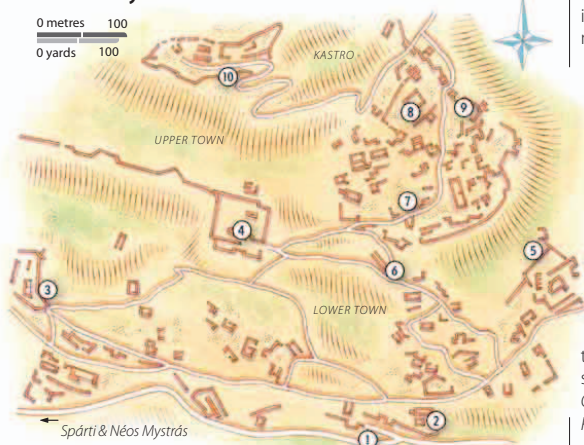 0 metres 100
0 yards 100
KASTRO
10
8
9
UPPER TOWN
7
4
5
6
3
LOWER TOWN
2
Spárti & Néos Mystrás
1